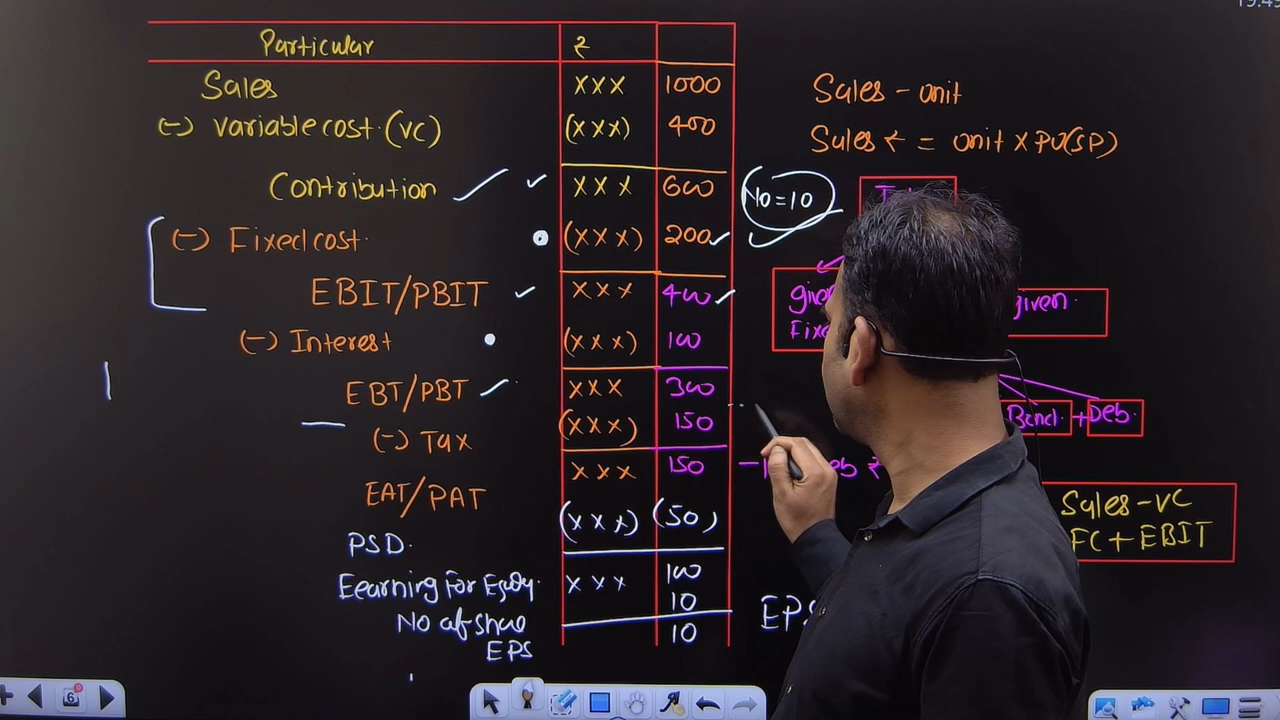 Particular ₹
Sales XXX 1000
(-) Variable cost (VC) (XXX) 400
Contribution XXX 600
(-) Fixed cost (XXX) 200
EBIT/PBIT XXX 400
(-) Interest (XXX) 100
EBT/PBT XXX 300
(-) Tax (XXX) 150
EAT/PAT XXX 150
PSD (XXX) (50)
Eearning For Equity XXX 100
No of share 10
EPS 10
Sales - unit
Sales ₹ = unit X PU(SP)
No=10
given
Bond + Deb
Sales-VC
FC + EBIT
EPS
6